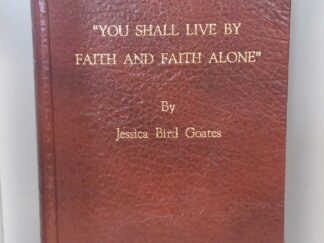 "YOU SHALL LIVE BY
FAITH AND FAITH ALONE"
By
Jessica Bird Goates